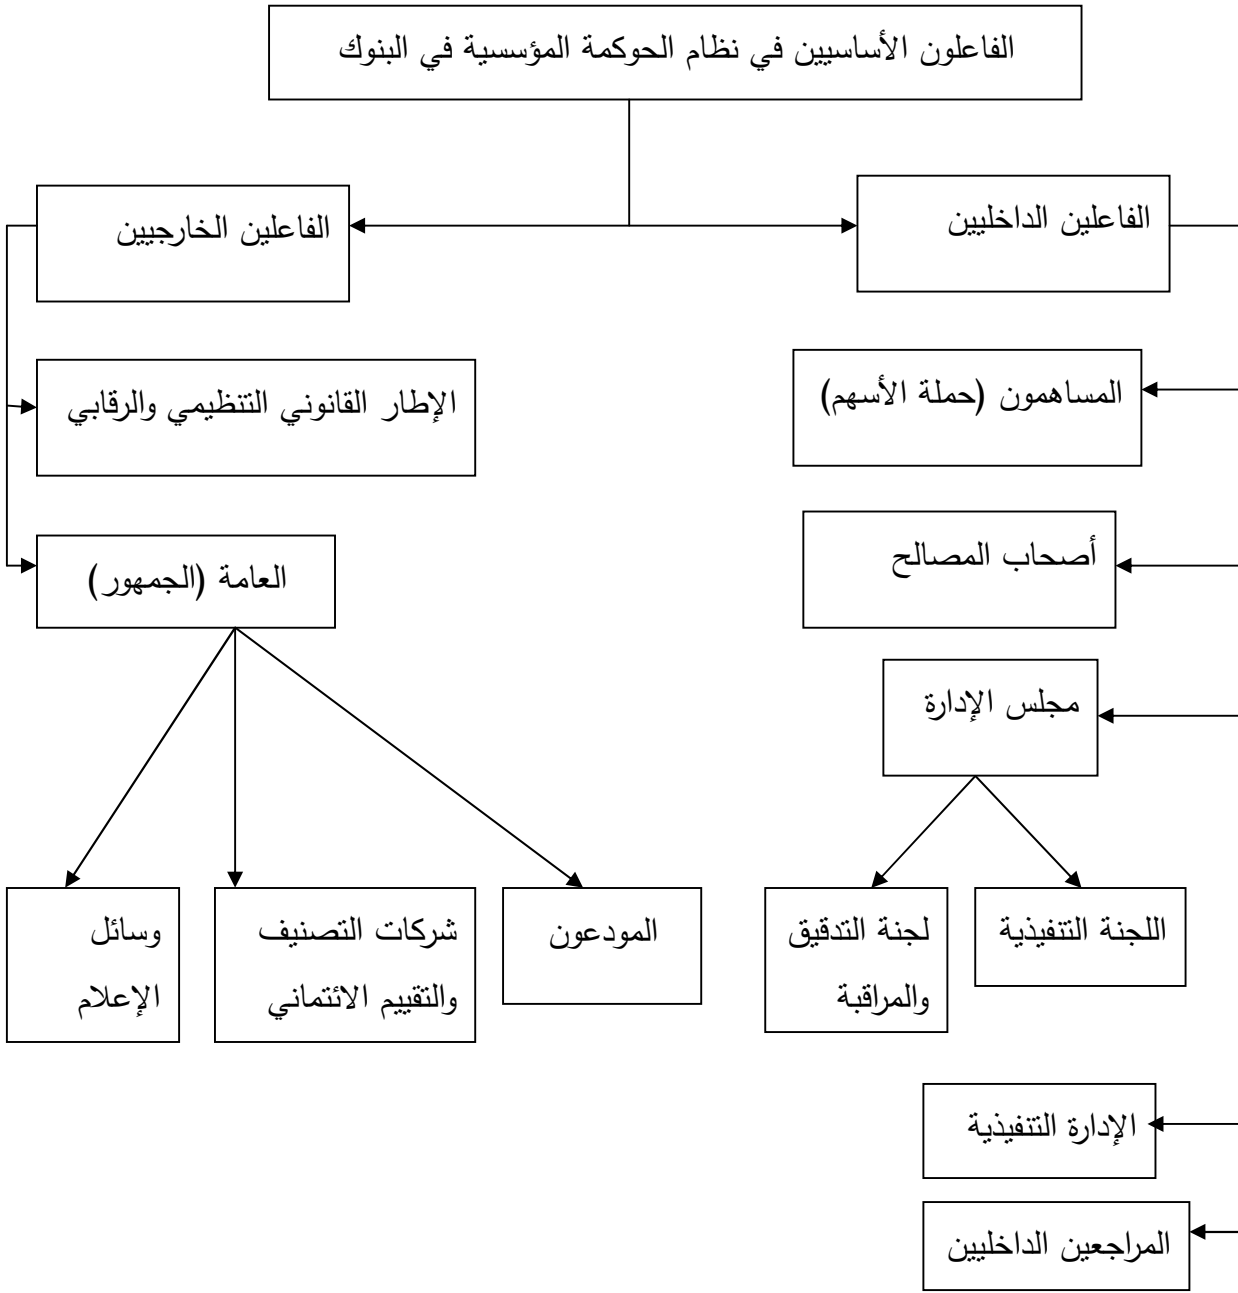 الفاعلون الأساسيين في نظام الحوكمة المؤسسية في البنوك
الفاعلين الداخليين
الفاعلين الخارجيين
المساهمون (حملة الأسهم)
الإطار القانوني التنظيمي والرقابي
أصحاب المصالح
العامة (الجمهور)
مجلس الإدارة
اللجنة التنفيذية
لجنة التدقيق
والمراقبة
المودعون
شركات التصنيف
والتقييم الائتماني
وسائل
الإعلام
الإدارة التنفيذية
المراجعين الداخليين